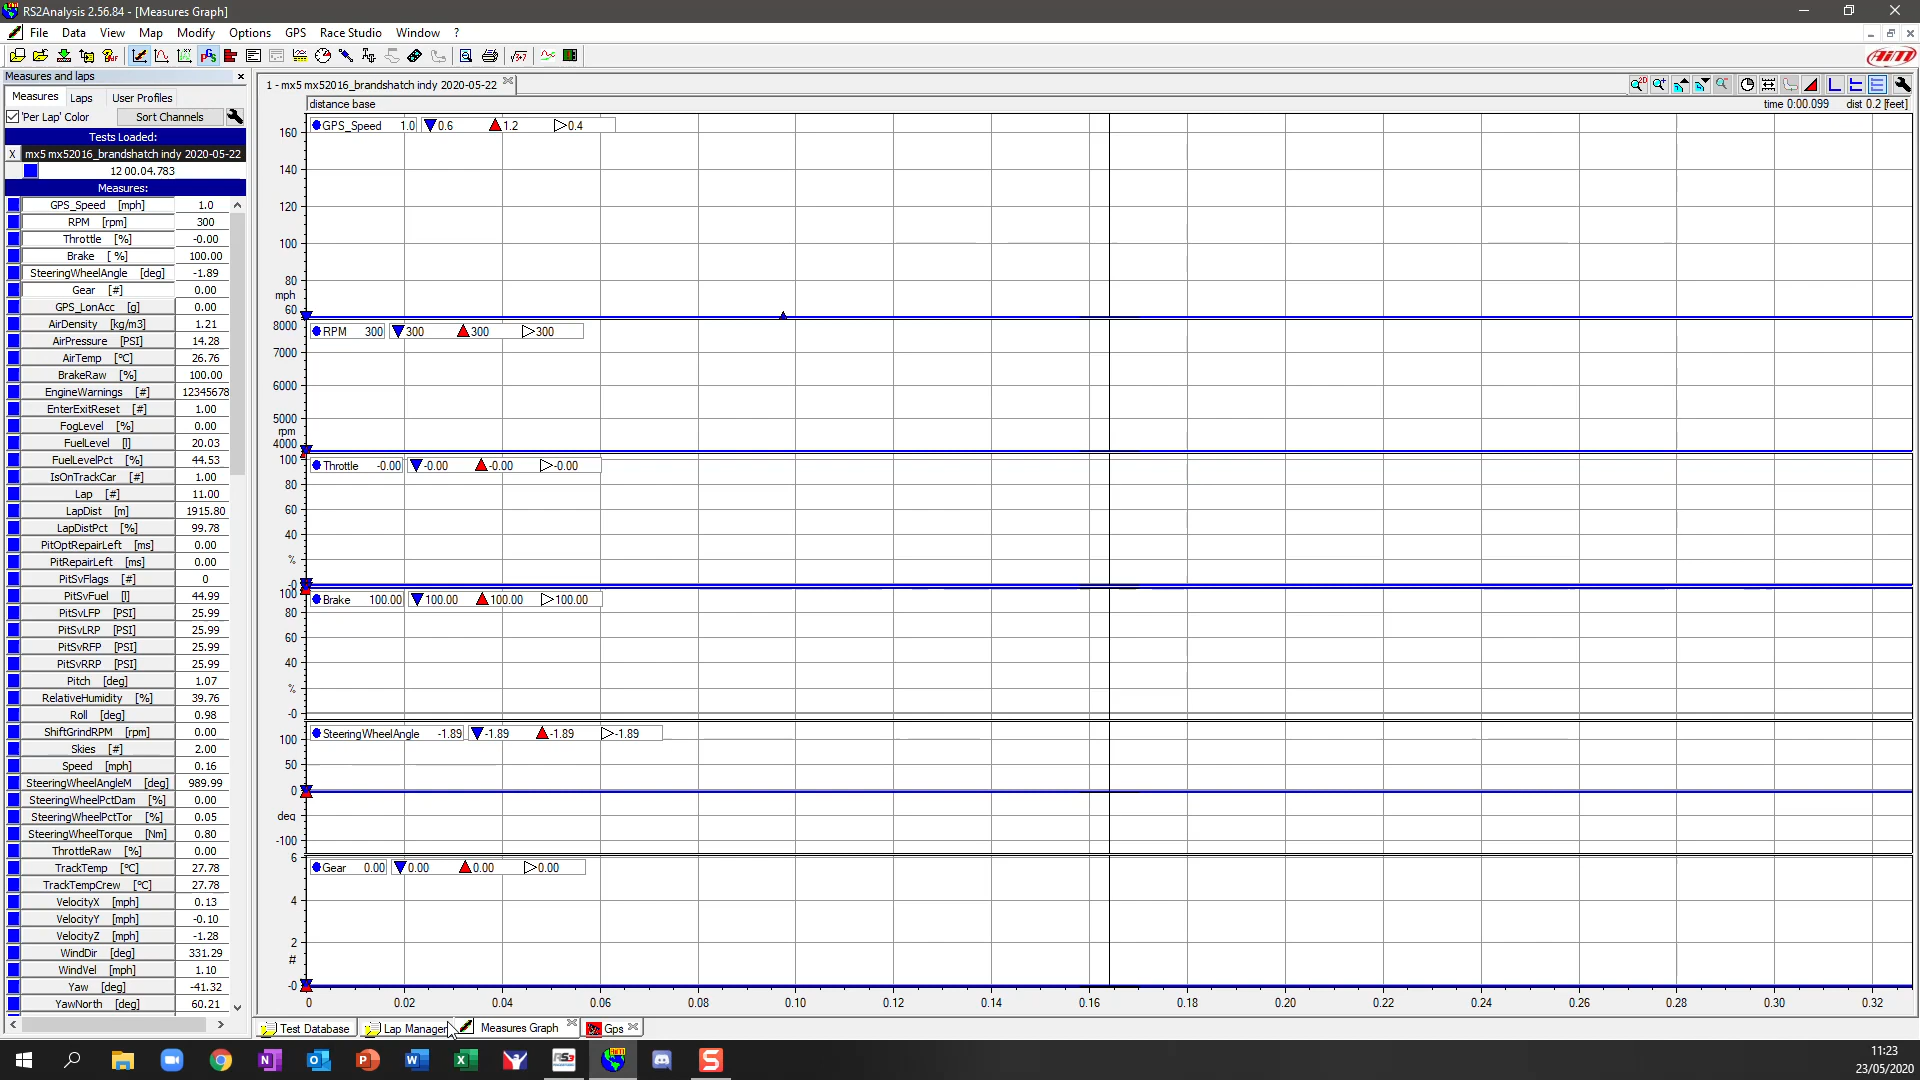 RS2Analysis 2.56.84 - [Measures Graph]
File Data View Map Modify Options GPS Race Studio Window ?
Measures and laps
Measures Laps User Profiles
'Per Lap' Color Sort Channels
Tests Loaded:
X mx5 mx52016_brandshatch indy 2020-05-22
12 00.04.783
Measures:
GPS_Speed [mph] 1.0
RPM [rpm] 300
Throttle [%] -0.00
Brake [ %] 100.00
SteeringWheelAngle [deg] -1.89
Gear [#] 0.00
GPS_LonAcc [g] 0.00
AirDensity [kg/m3] 1.21
AirPressure [PSI] 14.28
AirTemp [°C] 26.76
BrakeRaw [%] 100.00
EngineWarnings [#] 12345678
EnterExitReset [#] 1.00
FogLevel [%] 0.00
FuelLevel [l] 20.03
FuelLevelPct [%] 44.53
IsOnTrackCar [#] 1.00
Lap [#] 11.00
LapDist [m] 1915.80
LapDistPct [%] 99.78
PitOptRepairLeft [ms] 0.00
PitRepairLeft [ms] 0.00
PitSvFlags [#] 0
PitSvFuel [l] 44.99
PitSvLFP [PSI] 25.99
PitSvLRP [PSI] 25.99
PitSvRFP [PSI] 25.99
PitSvRRP [PSI] 25.99
Pitch [deg] 1.07
RelativeHumidity [%] 39.76
Roll [deg] 0.98
ShiftGrindRPM [rpm] 0.00
Skies [#] 2.00
Speed [mph] 0.16
SteeringWheelAngleM [deg] 989.99
SteeringWheelPctDam [%] 0.00
SteeringWheelPctTor [%] 0.05
SteeringWheelTorque [Nm] 0.80
ThrottleRaw [%] 0.00
TrackTemp [°C] 27.78
TrackTempCrew [°C] 27.78
VelocityX [mph] 0.13
VelocityY [mph] -0.10
VelocityZ [mph] -1.28
WindDir [deg] 331.29
WindVel [mph] 1.10
Yaw [deg] -41.32
YawNorth [deg] 60.21
1 - mx5 mx52016_brandshatch indy 2020-05-22
distance base
time 0:00.099 dist 0.2 [feet]
GPS_Speed 1.0 0.6 1.2 0.4
160
140
120
100
80
mph
60
RPM 300 300 300 300
8000
7000
6000
5000
rpm
4000
Throttle -0.00 -0.00 -0.00 -0.00
100
80
60
40
%
-0
Brake 100.00 100.00 100.00 100.00
100
80
60
40
%
-0
SteeringWheelAngle -1.89 -1.89 -1.89 -1.89
100
50
0
deg
-100
Gear 0.00 0.00 0.00 0.00
6
4
2
#
-0
0 0.02 0.04 0.06 0.08 0.10 0.12 0.14 0.16 0.18 0.20 0.22 0.24 0.26 0.28 0.30 0.32
Test Database Lap Manager Measures Graph Gps
11:23
23/05/2020